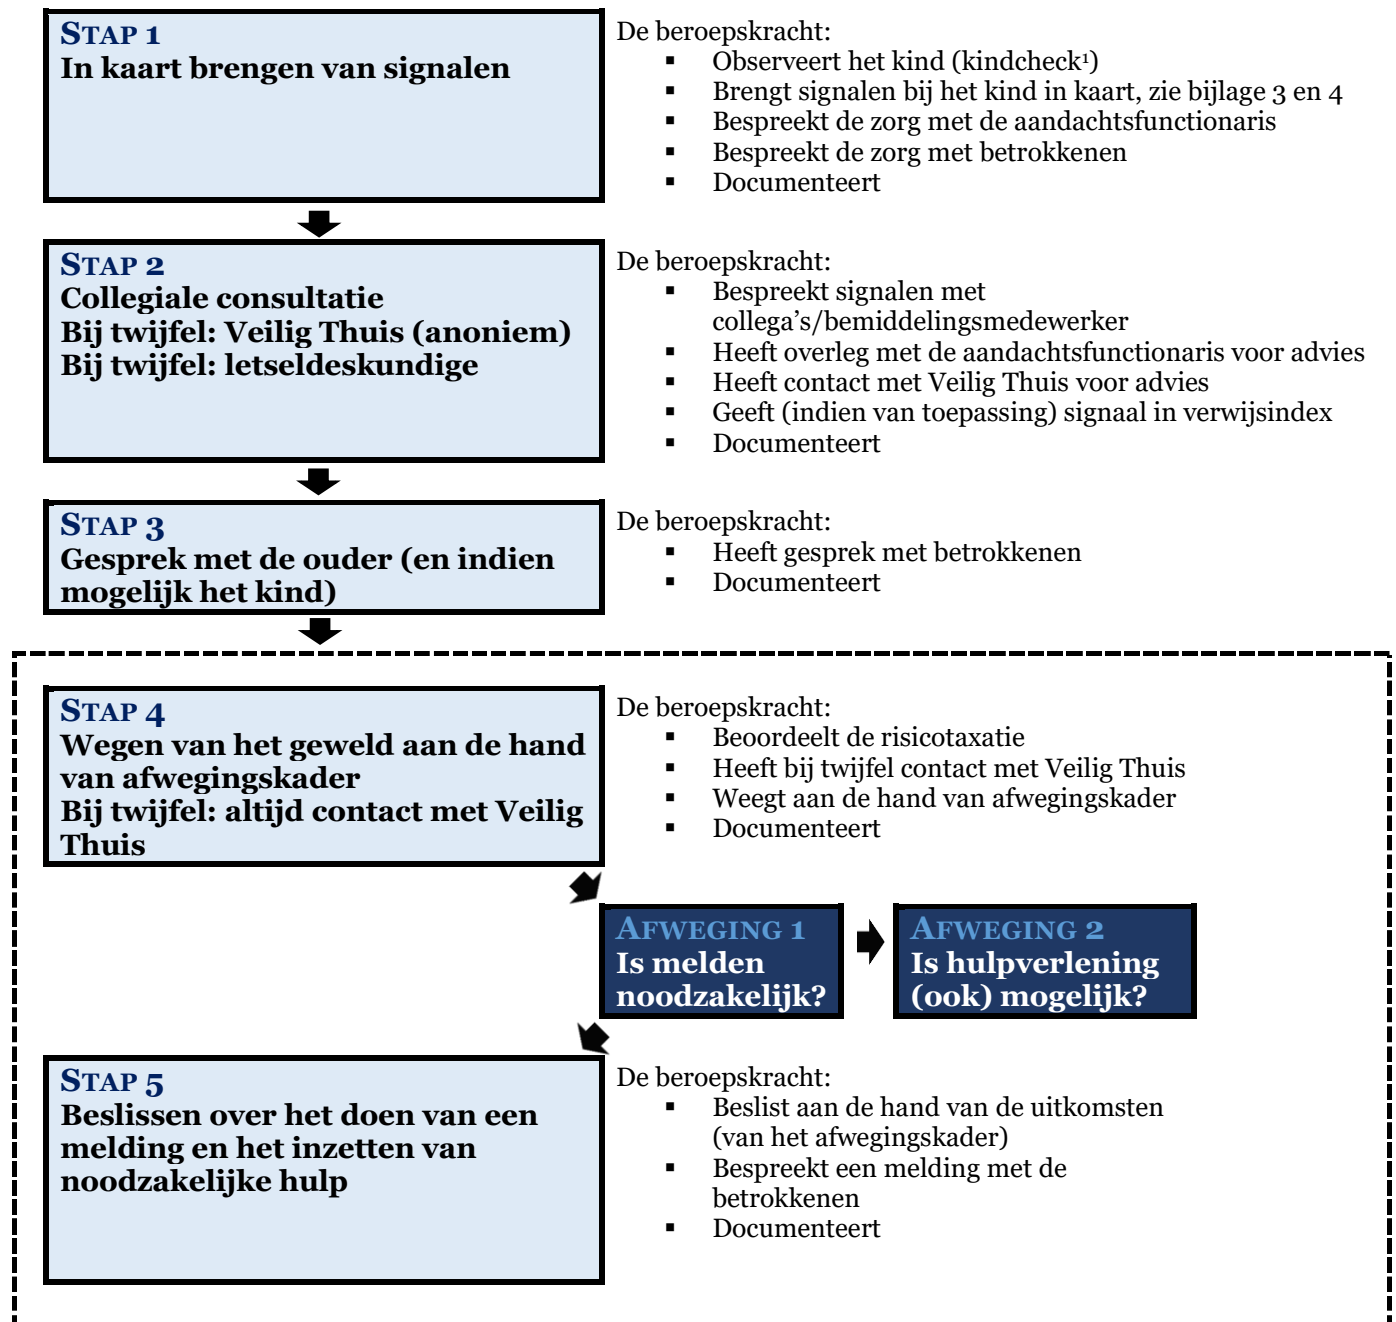 STAP 1
In kaart brengen van signalen
De beroepskracht:
▪ Observeert het kind (kindcheck¹)
▪ Brengt signalen bij het kind in kaart, zie bijlage 3 en 4
▪ Bespreekt de zorg met de aandachtsfunctionaris
▪ Bespreekt de zorg met betrokkenen
▪ Documenteert
STAP 2
Collegiale consultatie
Bij twijfel: Veilig Thuis (anoniem)
Bij twijfel: letseldeskundige
De beroepskracht:
▪ Bespreekt signalen met
collega's/bemiddelingsmedewerker
▪ Heeft overleg met de aandachtsfunctionaris voor advies
▪ Heeft contact met Veilig Thuis voor advies
▪ Geeft (indien van toepassing) signaal in verwijsindex
▪ Documenteert
STAP 3
Gesprek met de ouder (en indien
mogelijk het kind)
De beroepskracht:
▪ Heeft gesprek met betrokkenen
▪ Documenteert
STAP 4
Wegen van het geweld aan de hand
van afwegingskader
Bij twijfel: altijd contact met Veilig
Thuis
De beroepskracht:
▪ Beoordeelt de risicotaxatie
▪ Heeft bij twijfel contact met Veilig Thuis
▪ Weegt aan de hand van afwegingskader
▪ Documenteert
AFWEGING 1
Is melden
noodzakelijk?
AFWEGING 2
Is hulpverlening
(ook) mogelijk?
STAP 5
Beslissen over het doen van een
melding en het inzetten van
noodzakelijke hulp
De beroepskracht:
▪ Beslist aan de hand van de uitkomsten
(van het afwegingskader)
▪ Bespreekt een melding met de
betrokkenen
▪ Documenteert